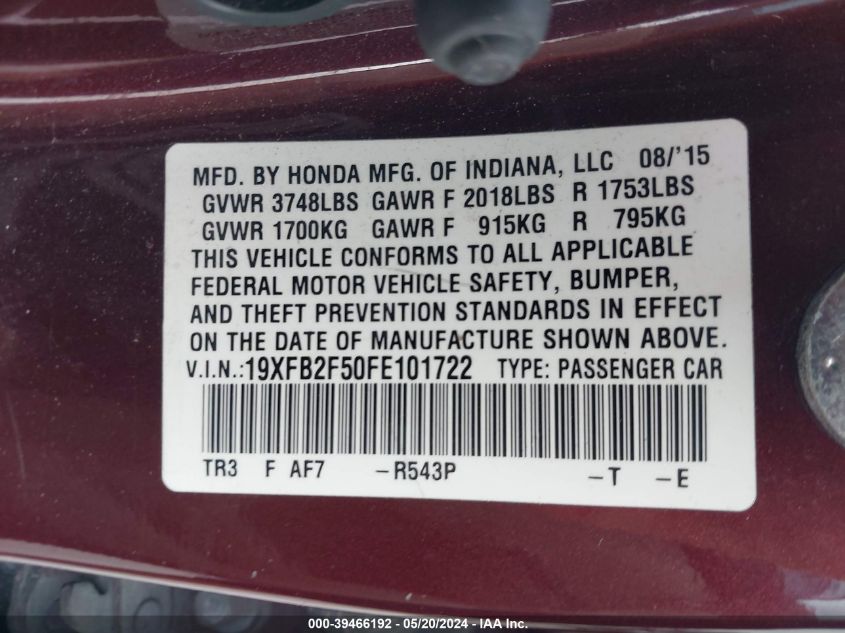 MFD. BY HONDA MFG. OF INDIANA, LLC 08/'15
GVWR 3748LBS GAWR F 2018LBS R 1753LBS
GVWR 1700KG GAWR F 915KG R 795KG
THIS VEHICLE CONFORMS TO ALL APPLICABLE
FEDERAL MOTOR VEHICLE SAFETY, BUMPER,
AND THEFT PREVENTION STANDARDS IN EFFECT
ON THE DATE OF MANUFACTURE SHOWN ABOVE.
V.I.N.:19XFB2F50FE101722 TYPE: PASSENGER CAR
TR3 F AF7 -R543P -T -E
000-39466192 - 05/20/2024 - IAA Inc.